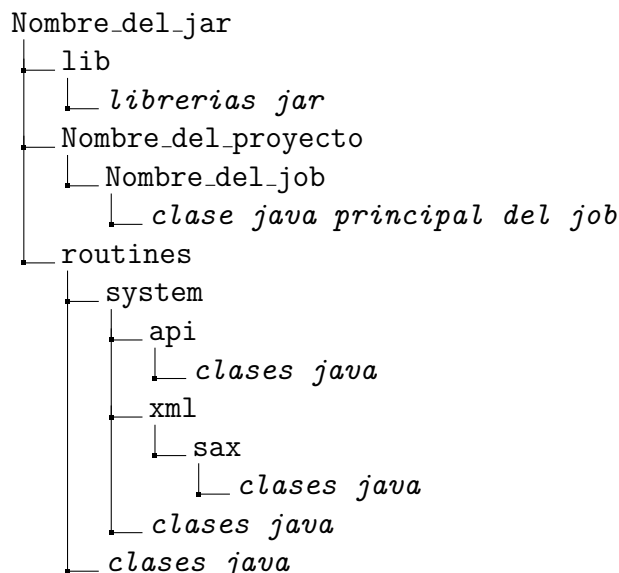 Nombre_del_jar
lib
librerias jar
Nombre_del_proyecto
Nombre_del_job
clase java principal del job
routines
system
api
clases java
xml
sax
clases java
clases java
clases java